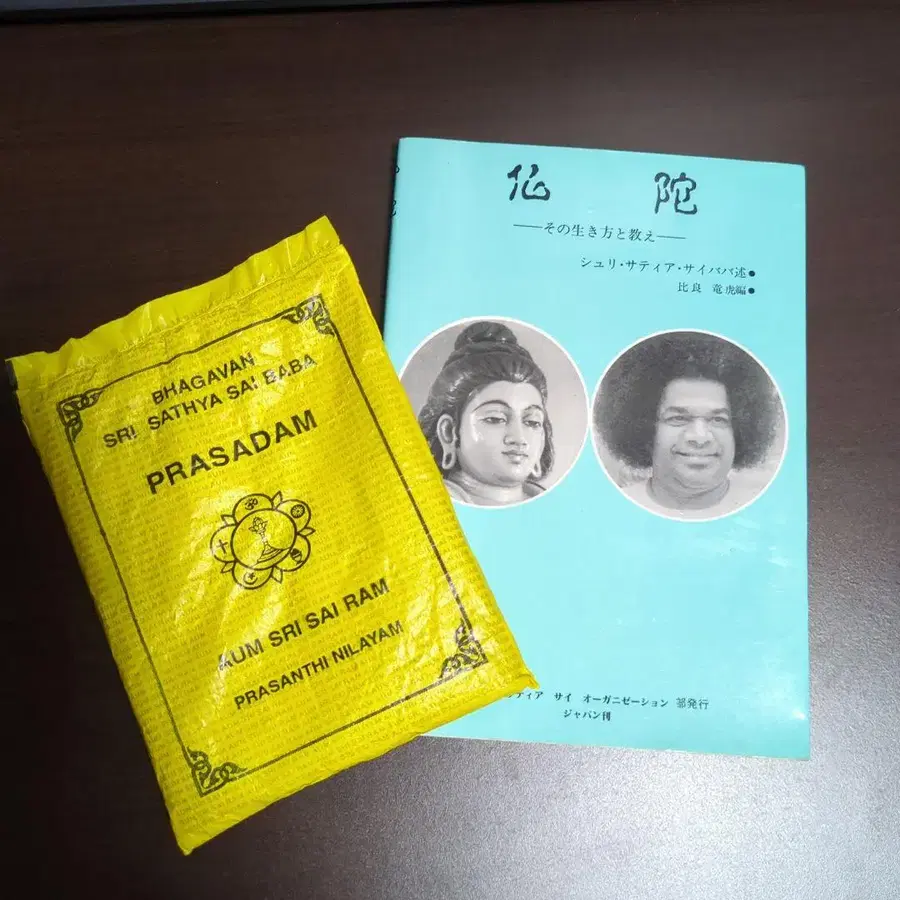 BHAGAVAN
SRI SATHYA SAI BABA
PRASADAM
AUM SRI SAI RAM
PRASANTHI NILAYAM
仏陀
―その生き方と教え―
シュリ・サティア・サイババ述●
比良 竜虎編●
ティア サイ オーガニゼーション
ジャパン刊